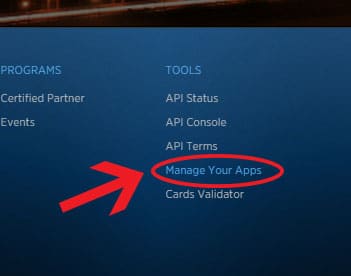 PROGRAMS
Certified Partner
Events
TOOLS
API Status
API Console
API Terms
Manage Your Apps
Cards Validator